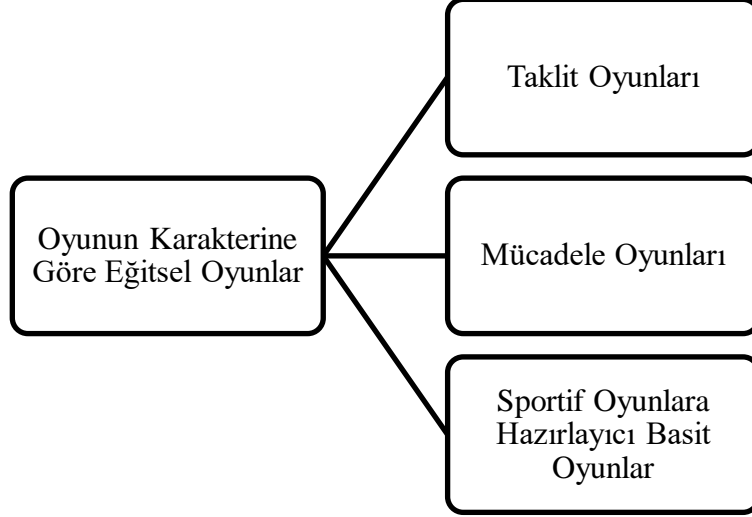 Taklit Oyunları
Oyunun Karakterine
Göre Eğitsel Oyunlar
Mücadele Oyunları
Sportif Oyunlara
Hazırlayıcı Basit
Oyunlar